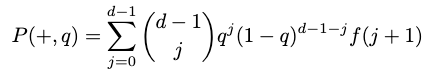 P(+, q) = \sum_{j=0}^{d-1} \binom{d-1}{j} q^j (1 - q)^{d-1-j} f(j + 1)